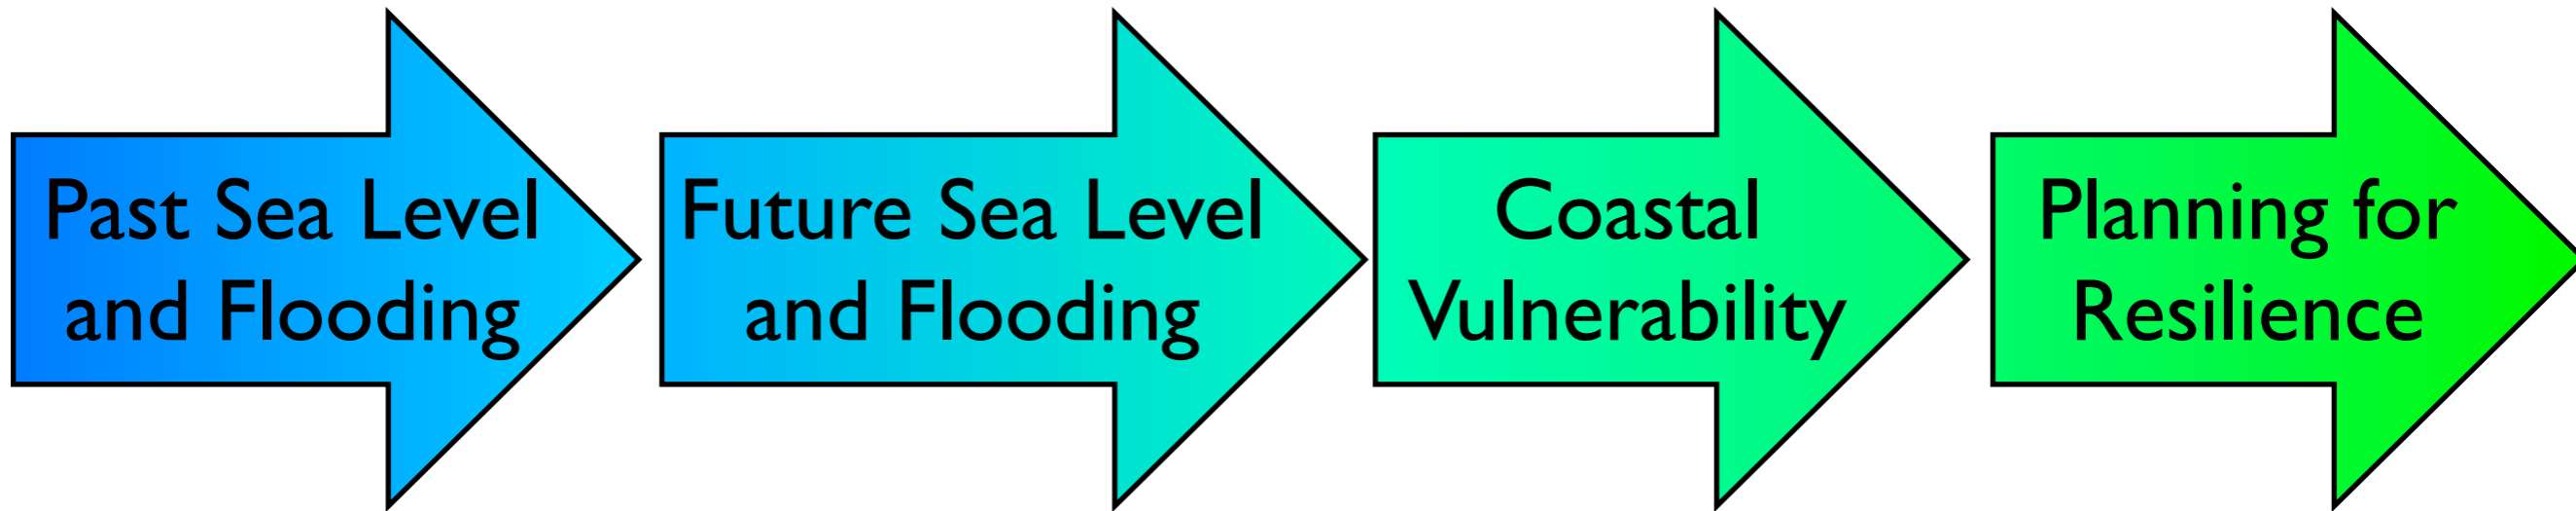 Past Sea Level
and Flooding
Future Sea Level
and Flooding
Coastal
Vulnerability
Planning for
Resilience